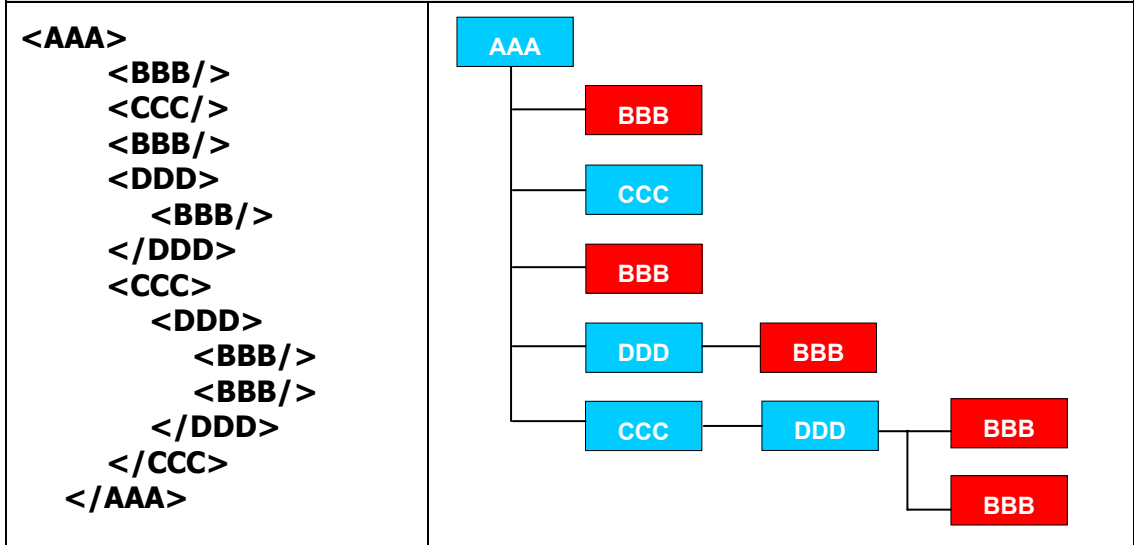 <AAA>
<BBB/>
<CCC/>
<BBB/>
<DDD>
<BBB/>
</DDD>
<CCC>
<DDD>
<BBB/>
<BBB/>
</DDD>
</CCC>
</AAA>
AAA
BBB
CCC
BBB
DDD BBB
CCC DDD BBB
BBB